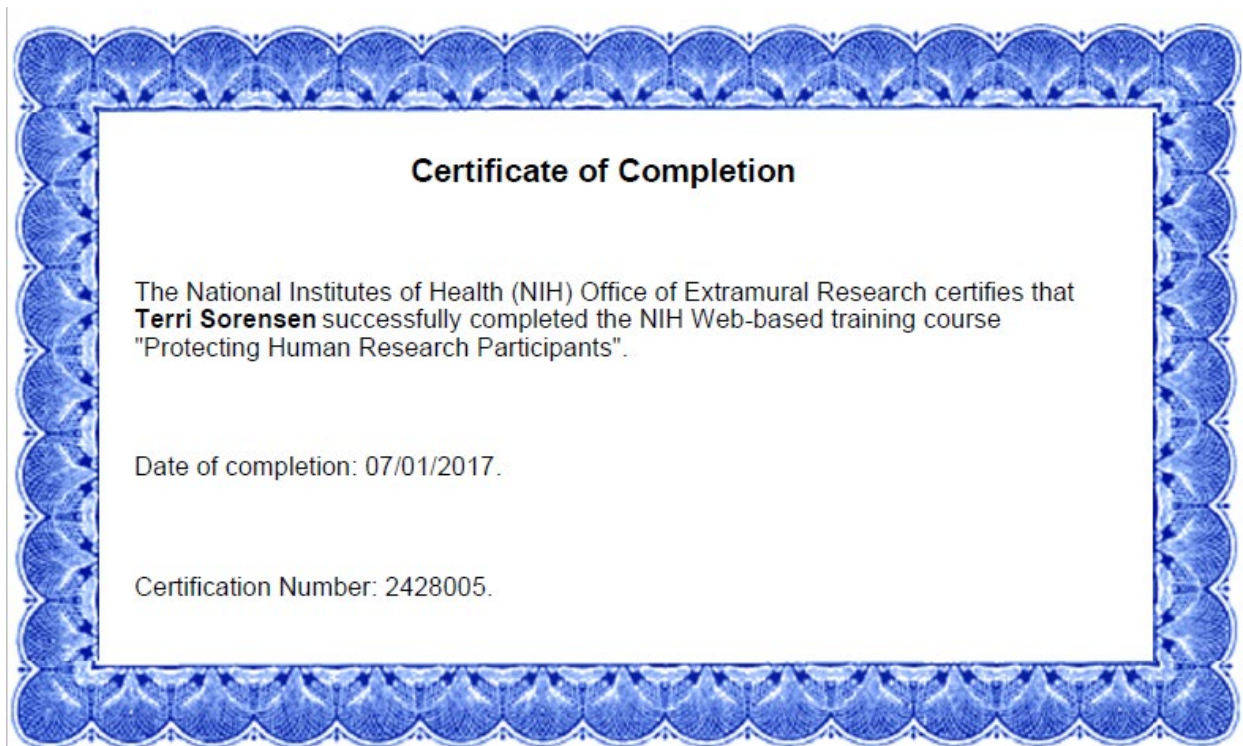 Certificate of Completion
The National Institutes of Health (NIH) Office of Extramural Research certifies that
Terri Sorensen successfully completed the NIH Web-based training course
"Protecting Human Research Participants".
Date of completion: 07/01/2017.
Certification Number: 2428005.